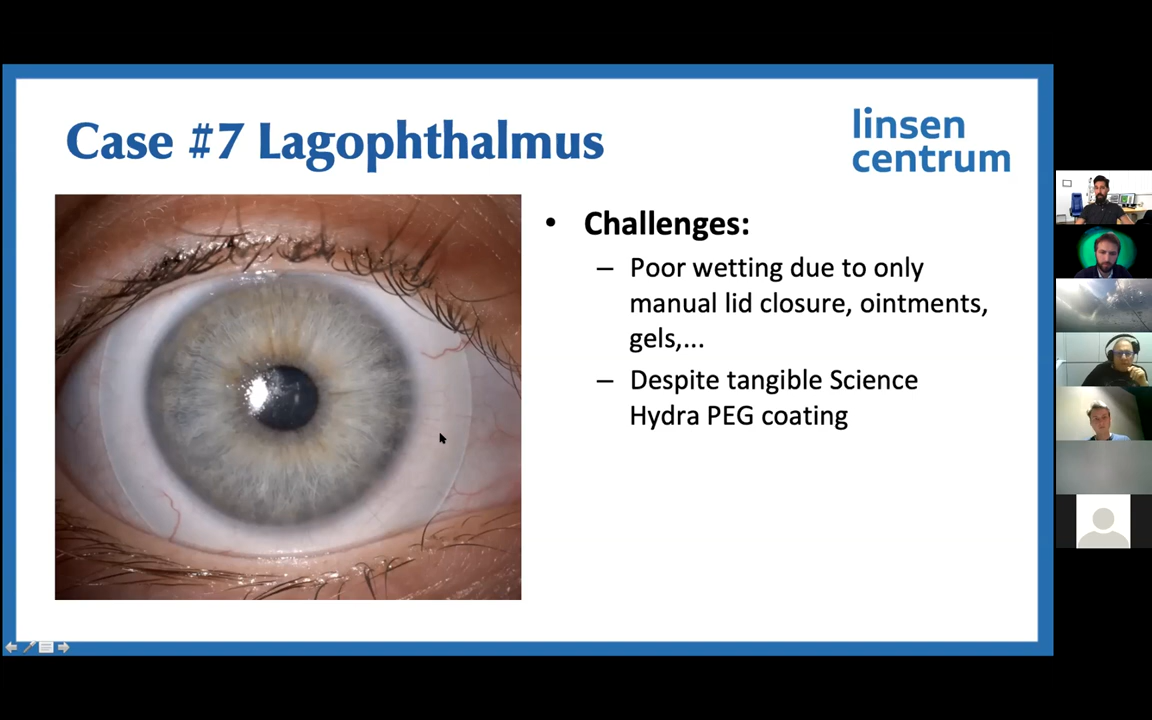 Case #7 Lagophthalmus
linsen
centrum
• Challenges:
– Poor wetting due to only
manual lid closure, ointments,
gels,...
– Despite tangible Science
Hydra PEG coating